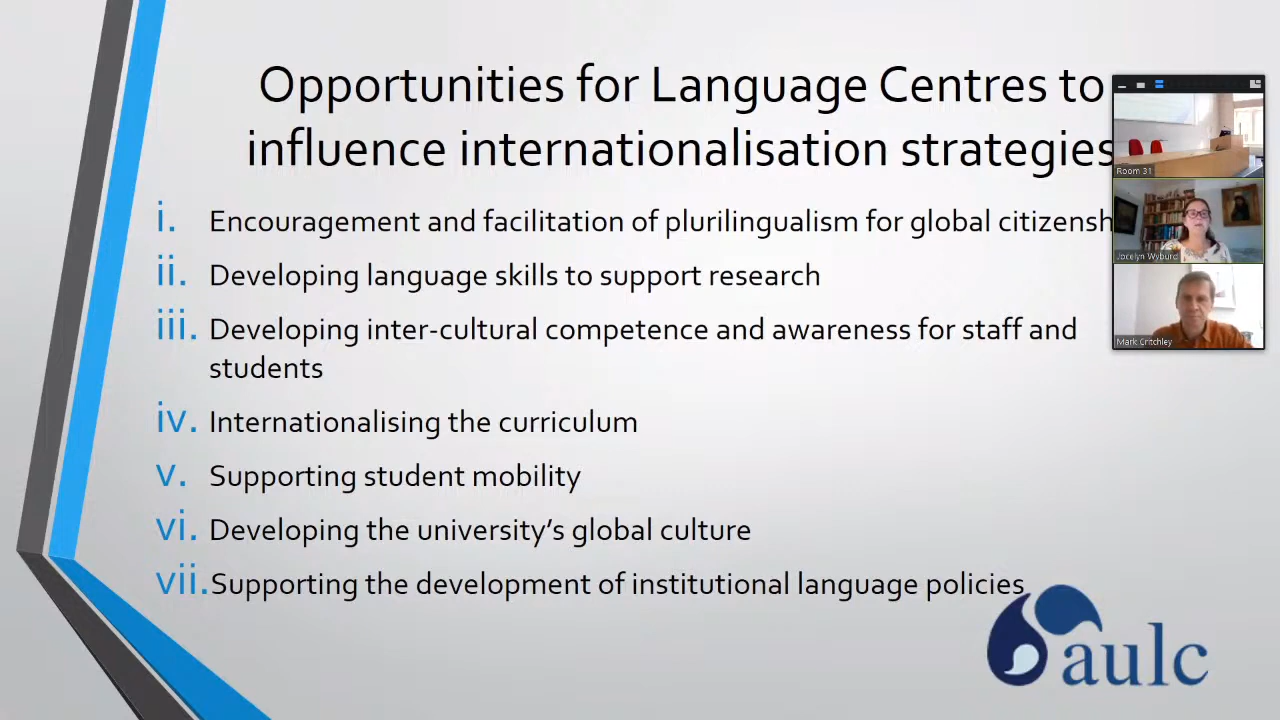 Opportunities for Language Centres to
influence internationalisation strategies
i. Encouragement and facilitation of plurilingualism for global citizensh
ii. Developing language skills to support research
iii. Developing inter-cultural competence and awareness for staff and
students
iv. Internationalising the curriculum
v. Supporting student mobility
vi. Developing the university’s global culture
vii. Supporting the development of institutional language policies
aulc
Room 31
Jocelyn Wyburd
Mark Critchley